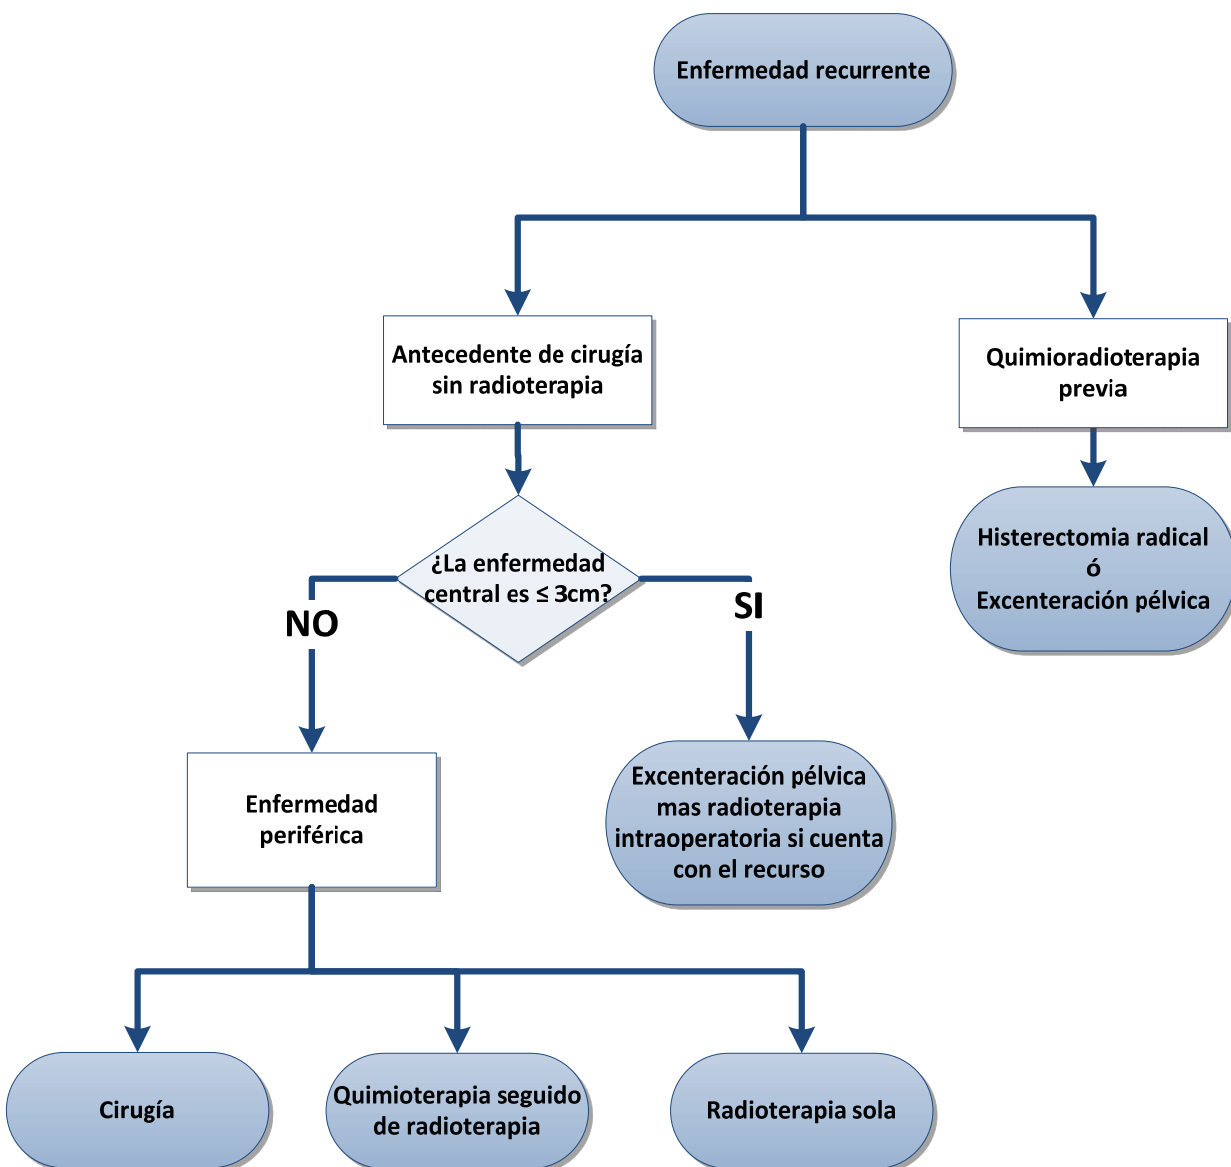 Enfermedad recurrente
Antecedente de cirugía
sin radioterapia
Quimioradioterapia
previa
¿La enfermedad
central es ≤ 3cm?
NO
SI
Histerectomia radical
ó
Excenteración pélvica
Enfermedad
periférica
Excenteración pélvica
mas radioterapia
intraoperatoria si cuenta
con el recurso
Cirugía
Quimioterapia seguido
de radioterapia
Radioterapia sola